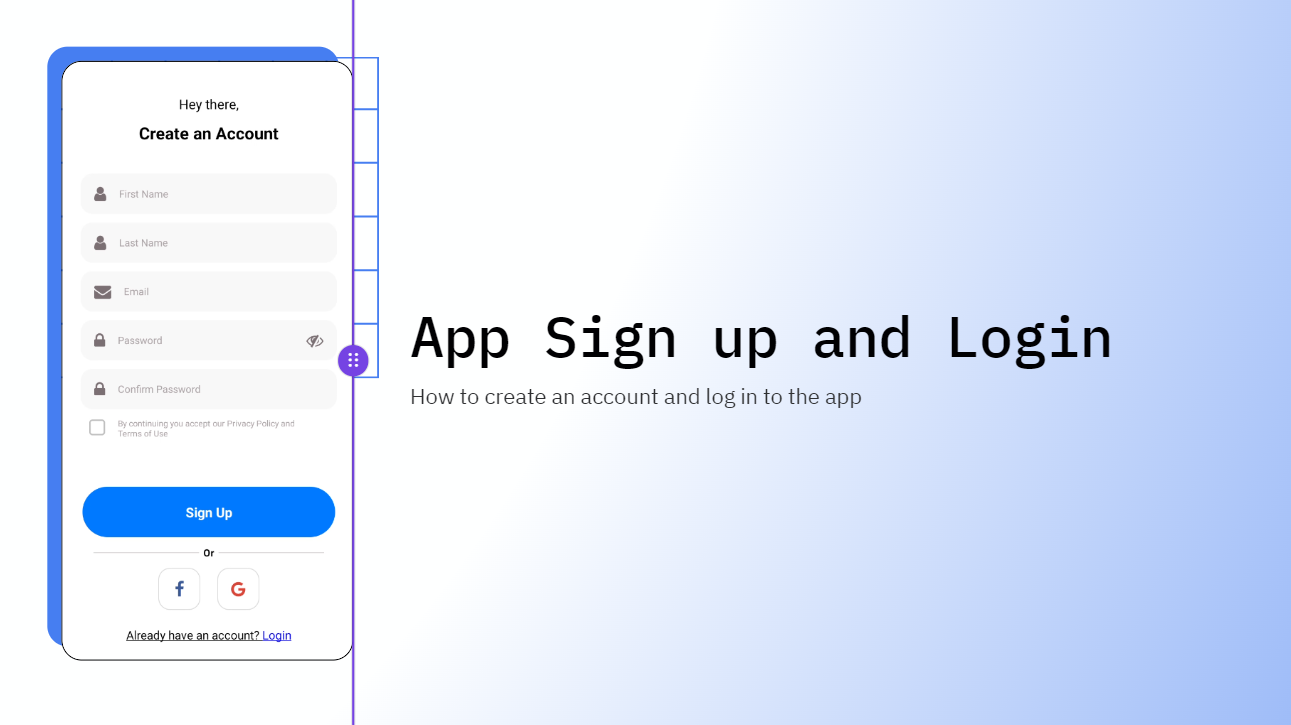 Hey there,
Create an Account
First Name
Last Name
Email
Password
Confirm Password
By continuing you accept our Privacy Policy and
Terms of Use
Sign Up
Or
f G
Already have an account? Login
App Sign up and Login
How to create an account and log in to the app